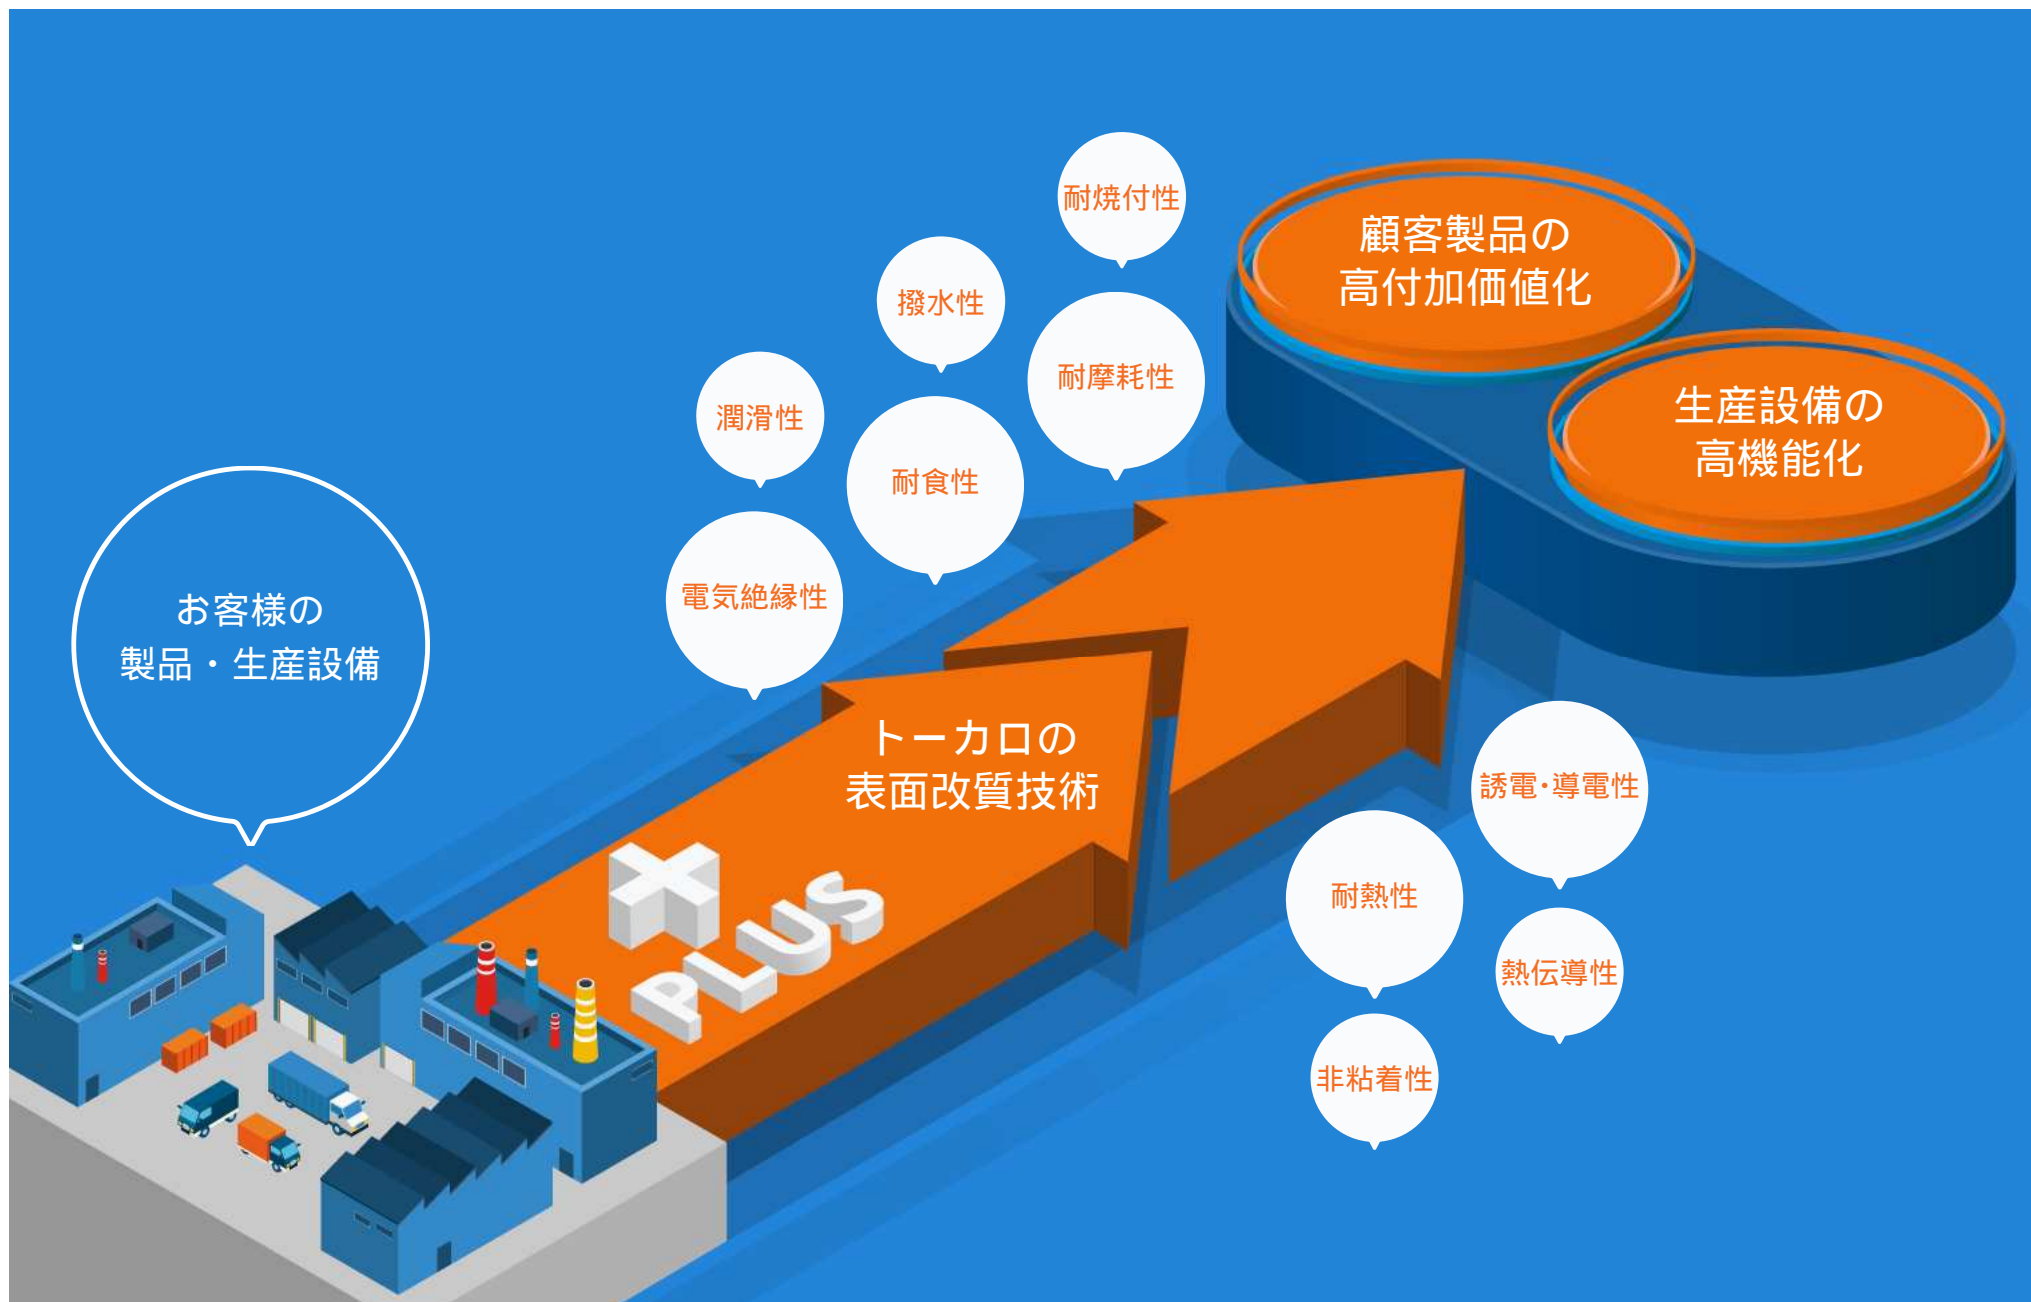 お客様の
製品・生産設備
トーカロの
表面改質技術
PLUS
電気絶縁性
潤滑性
耐食性
撥水性
耐摩耗性
耐焼付性
誘電・導電性
耐熱性
熱伝導性
非粘着性
顧客製品の
高付加価値化
生産設備の
高機能化